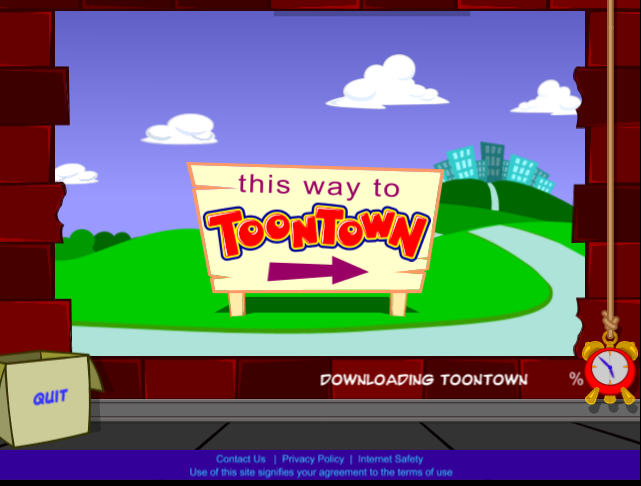 this way to
TOONTOWN
DOWNLOADING TOONTOWN %
QUIT
Contact Us | Privacy Policy | Internet Safety
Use of this site signifies your agreement to the terms of use